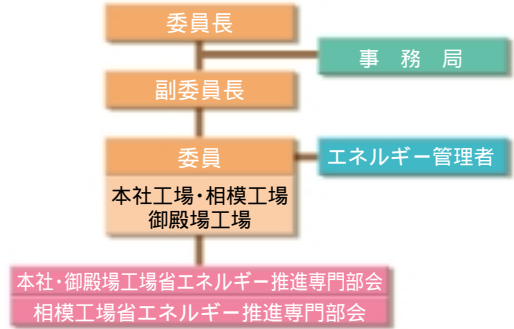 委員長
事務局
副委員長
委員
エネルギー管理者
本社工場・相模工場
御殿場工場
本社・御殿場工場省エネルギー推進専門部会
相模工場省エネルギー推進専門部会